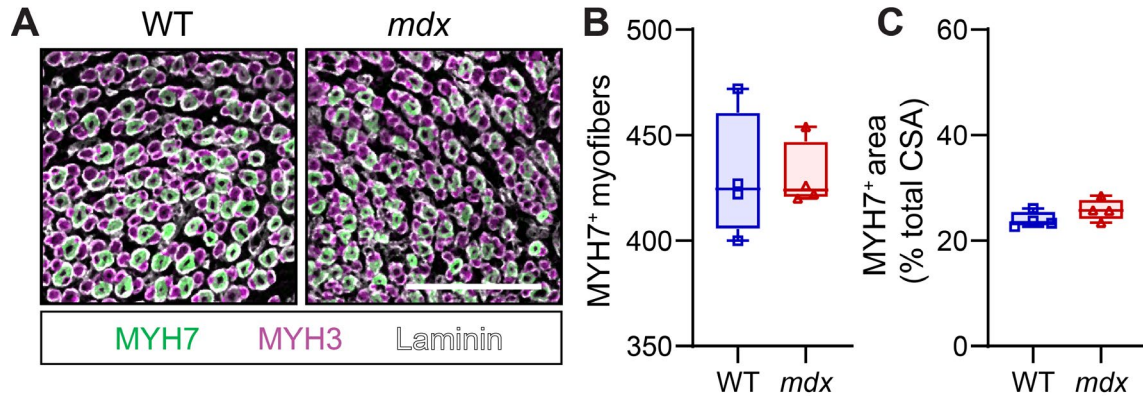 A
WT
mdx
MYH7 MYH3 Laminin
B
MYH7⁺ myofibers
500
450
400
350
WT mdx
C
MYH7⁺ area
(% total CSA)
60
40
20
0
WT mdx